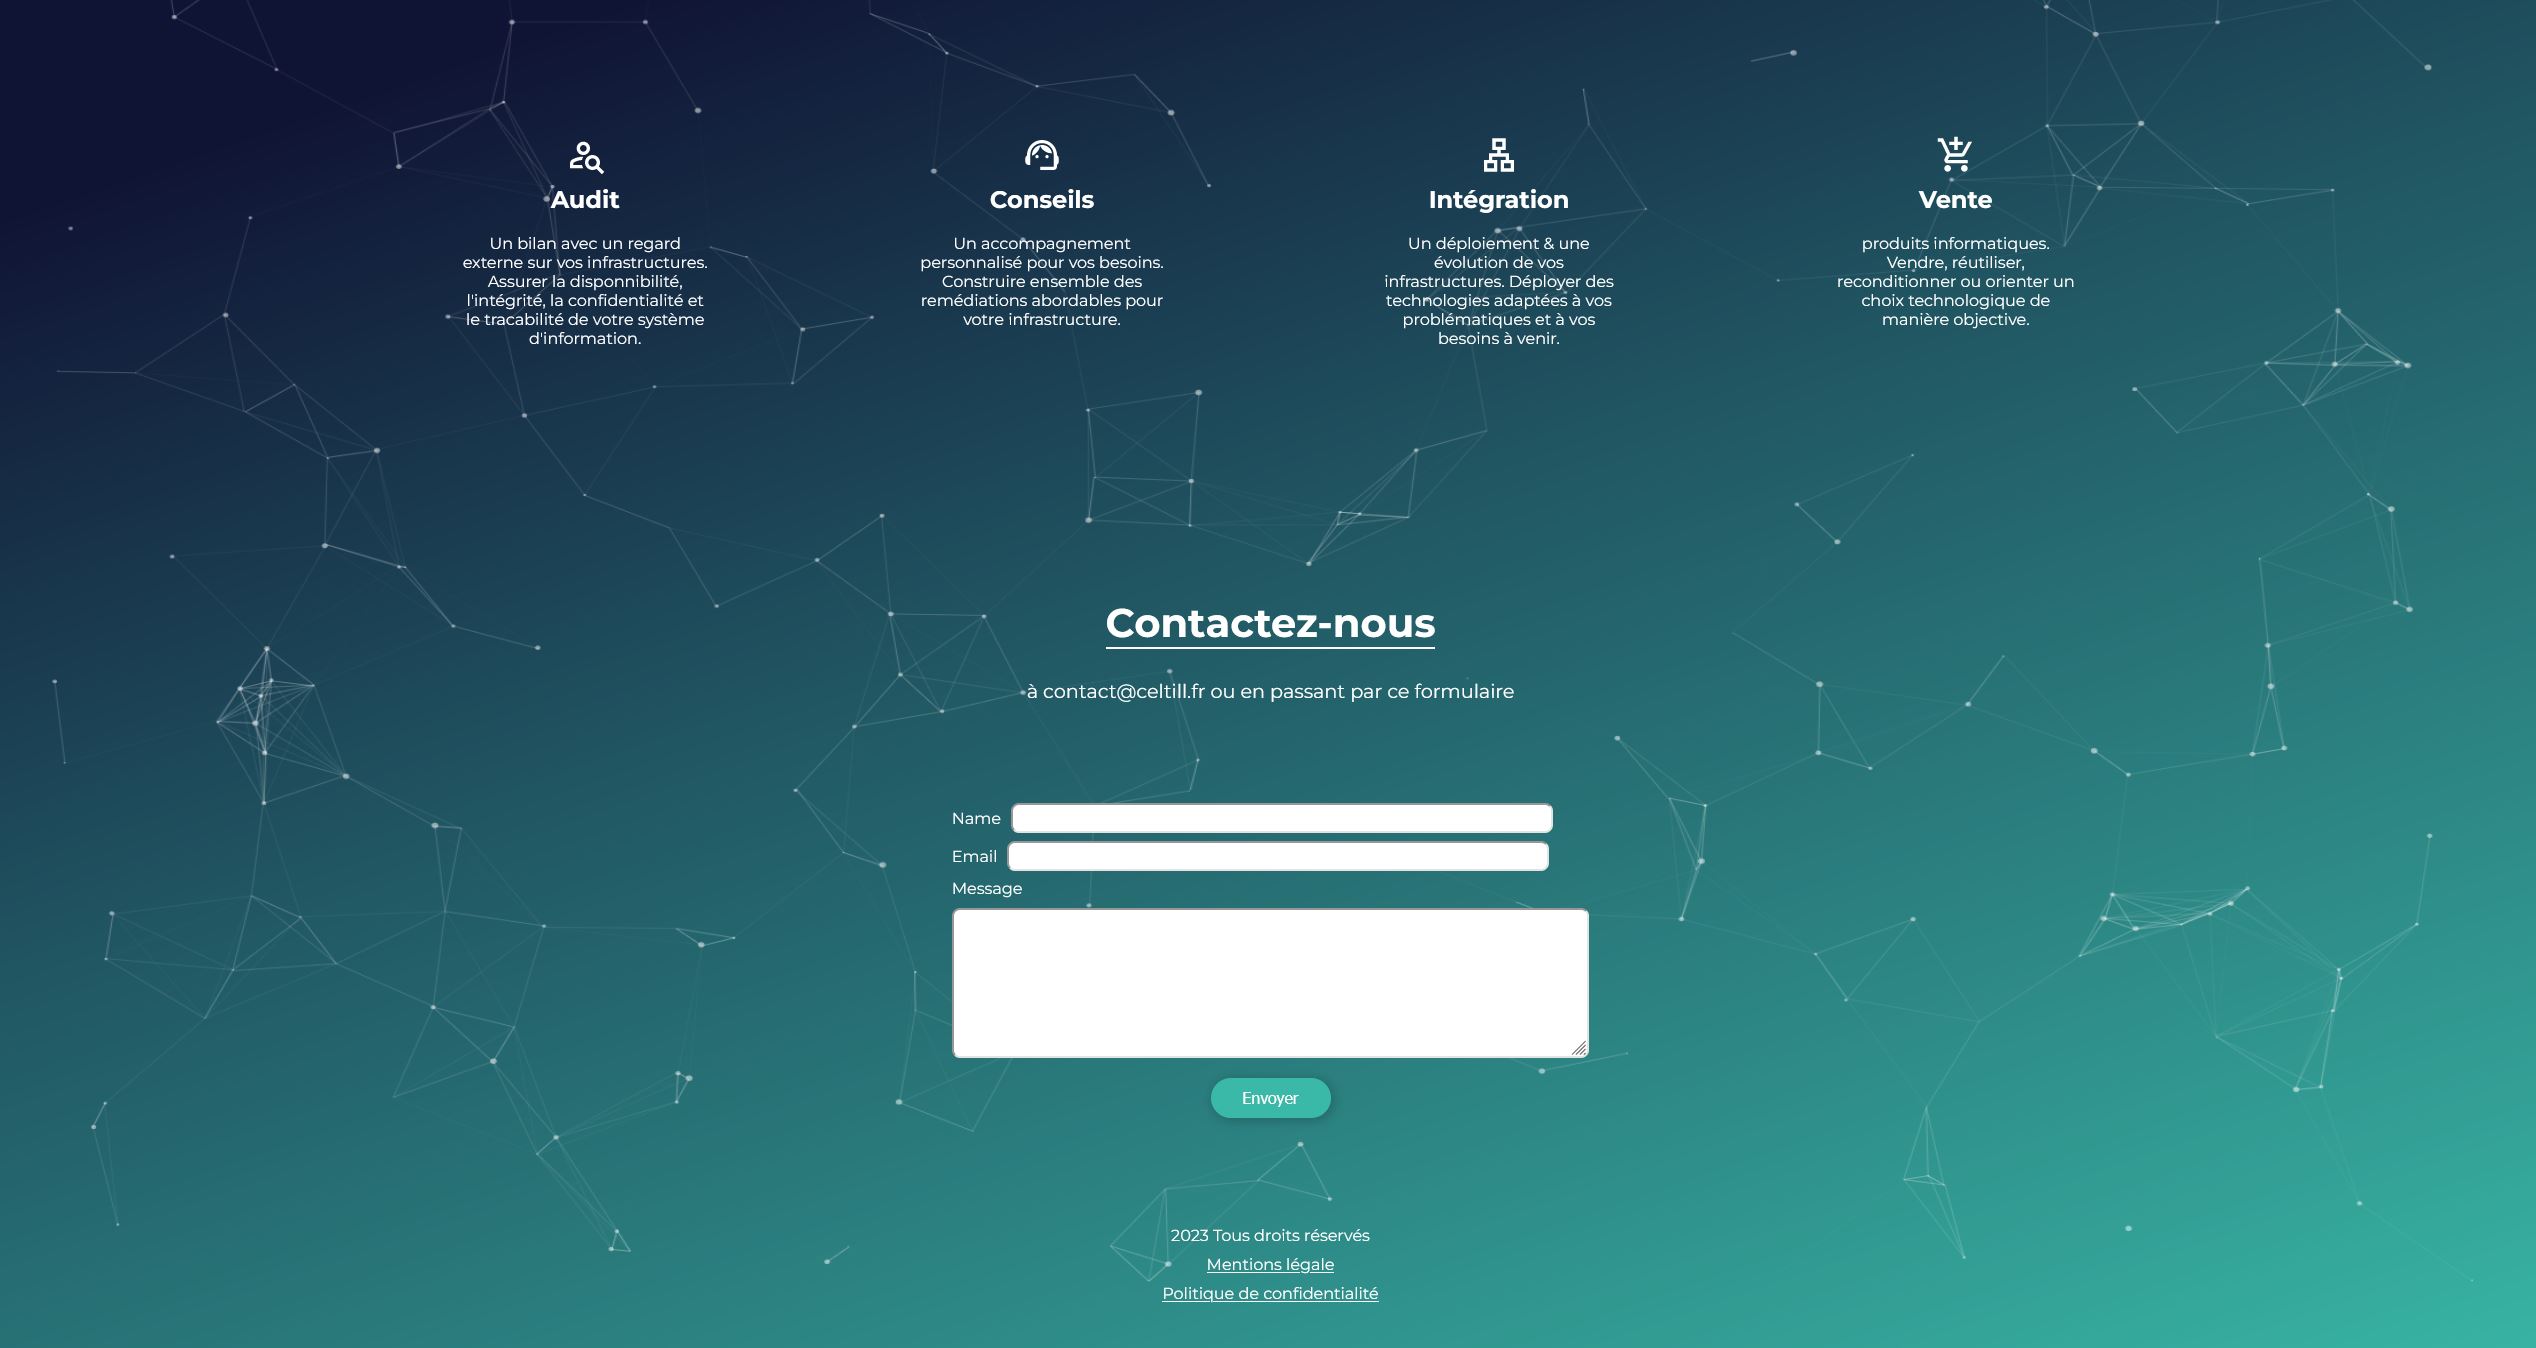 Audit
Un bilan avec un regard
externe sur vos infrastructures.
Assurer la disponnibilité,
l'intégrité, la confidentialité et
le tracabilité de votre système
d'information.
Conseils
Un accompagnement
personnalisé pour vos besoins.
Construire ensemble des
remédiations abordables pour
votre infrastructure.
Intégration
Un déploiement & une
évolution de vos
infrastructures. Déployer des
technologies adaptées à vos
problématiques et à vos
besoins à venir.
Vente
produits informatiques.
Vendre, réutiliser,
reconditionner ou orienter un
choix technologique de
manière objective.
Contactez-nous
à contact@celtill.fr ou en passant par ce formulaire
Name
Email
Message
Envoyer
2023 Tous droits réservés
Mentions légale
Politique de confidentialité